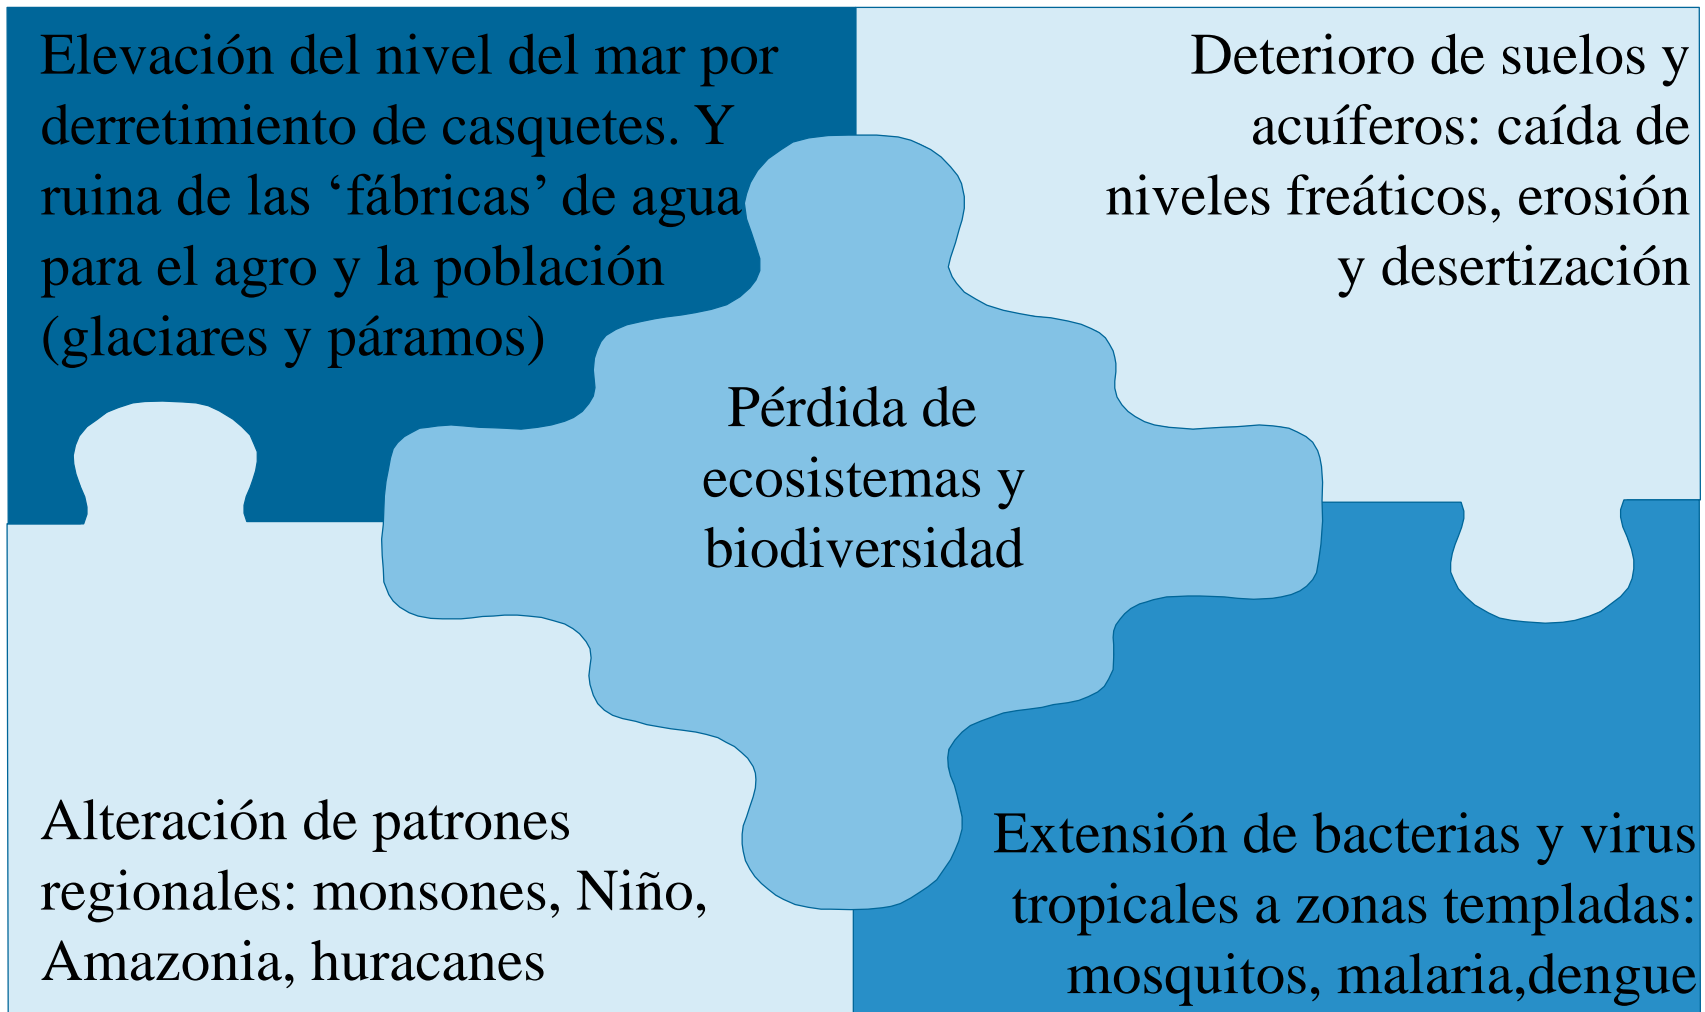 Elevación del nivel del mar por
derretimiento de casquetes. Y
ruina de las ‘fábricas’ de agua
para el agro y la población
(glaciares y páramos)
Deterioro de suelos y
acuíferos: caída de
niveles freáticos, erosión
y desertización
Pérdida de
ecosistemas y
biodiversidad
Alteración de patrones
regionales: monsones, Niño,
Amazonia, huracanes
Extensión de bacterias y virus
tropicales a zonas templadas:
mosquitos, malaria,dengue